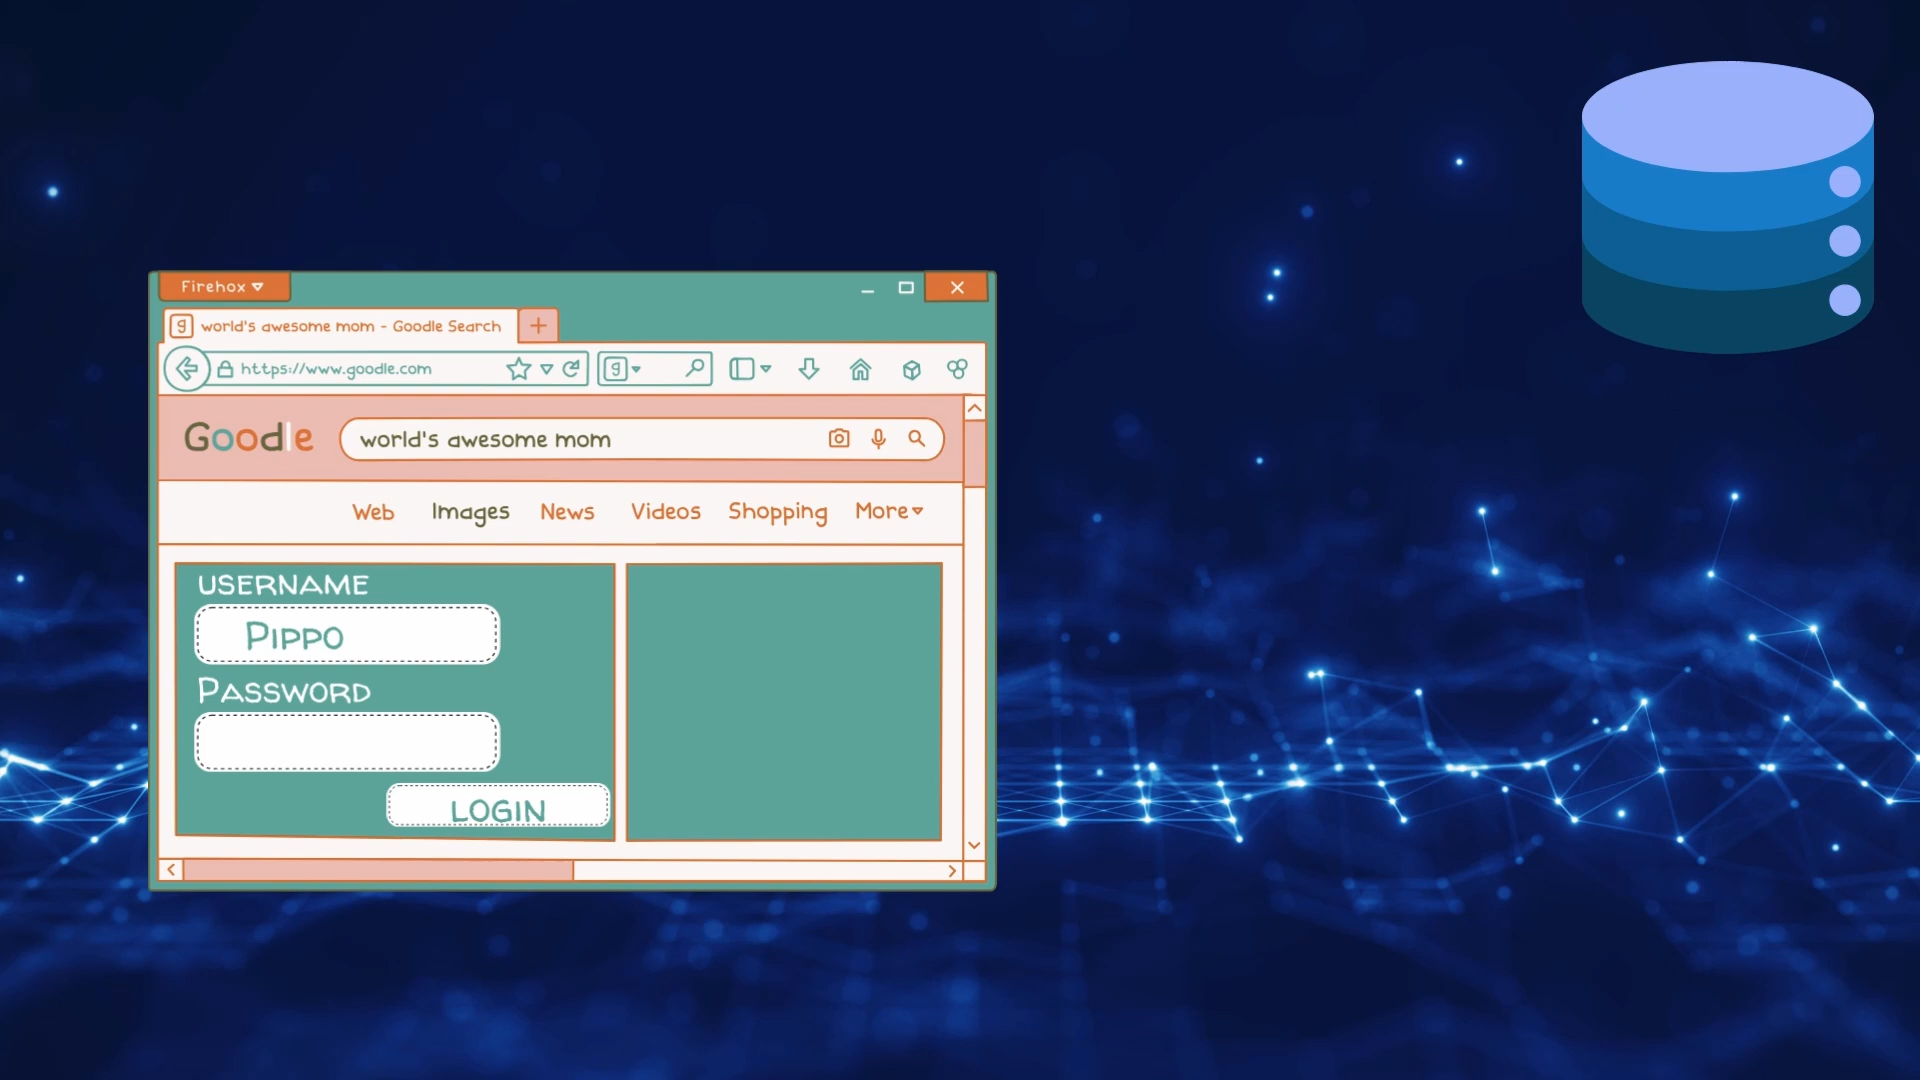 Firehox
world's awesome mom - Goodle Search
https://www.goodle.com
g
Goodle
world's awesome mom
Web Images News Videos Shopping More
USERNAME
PIPPO
PASSWORD
LOGIN